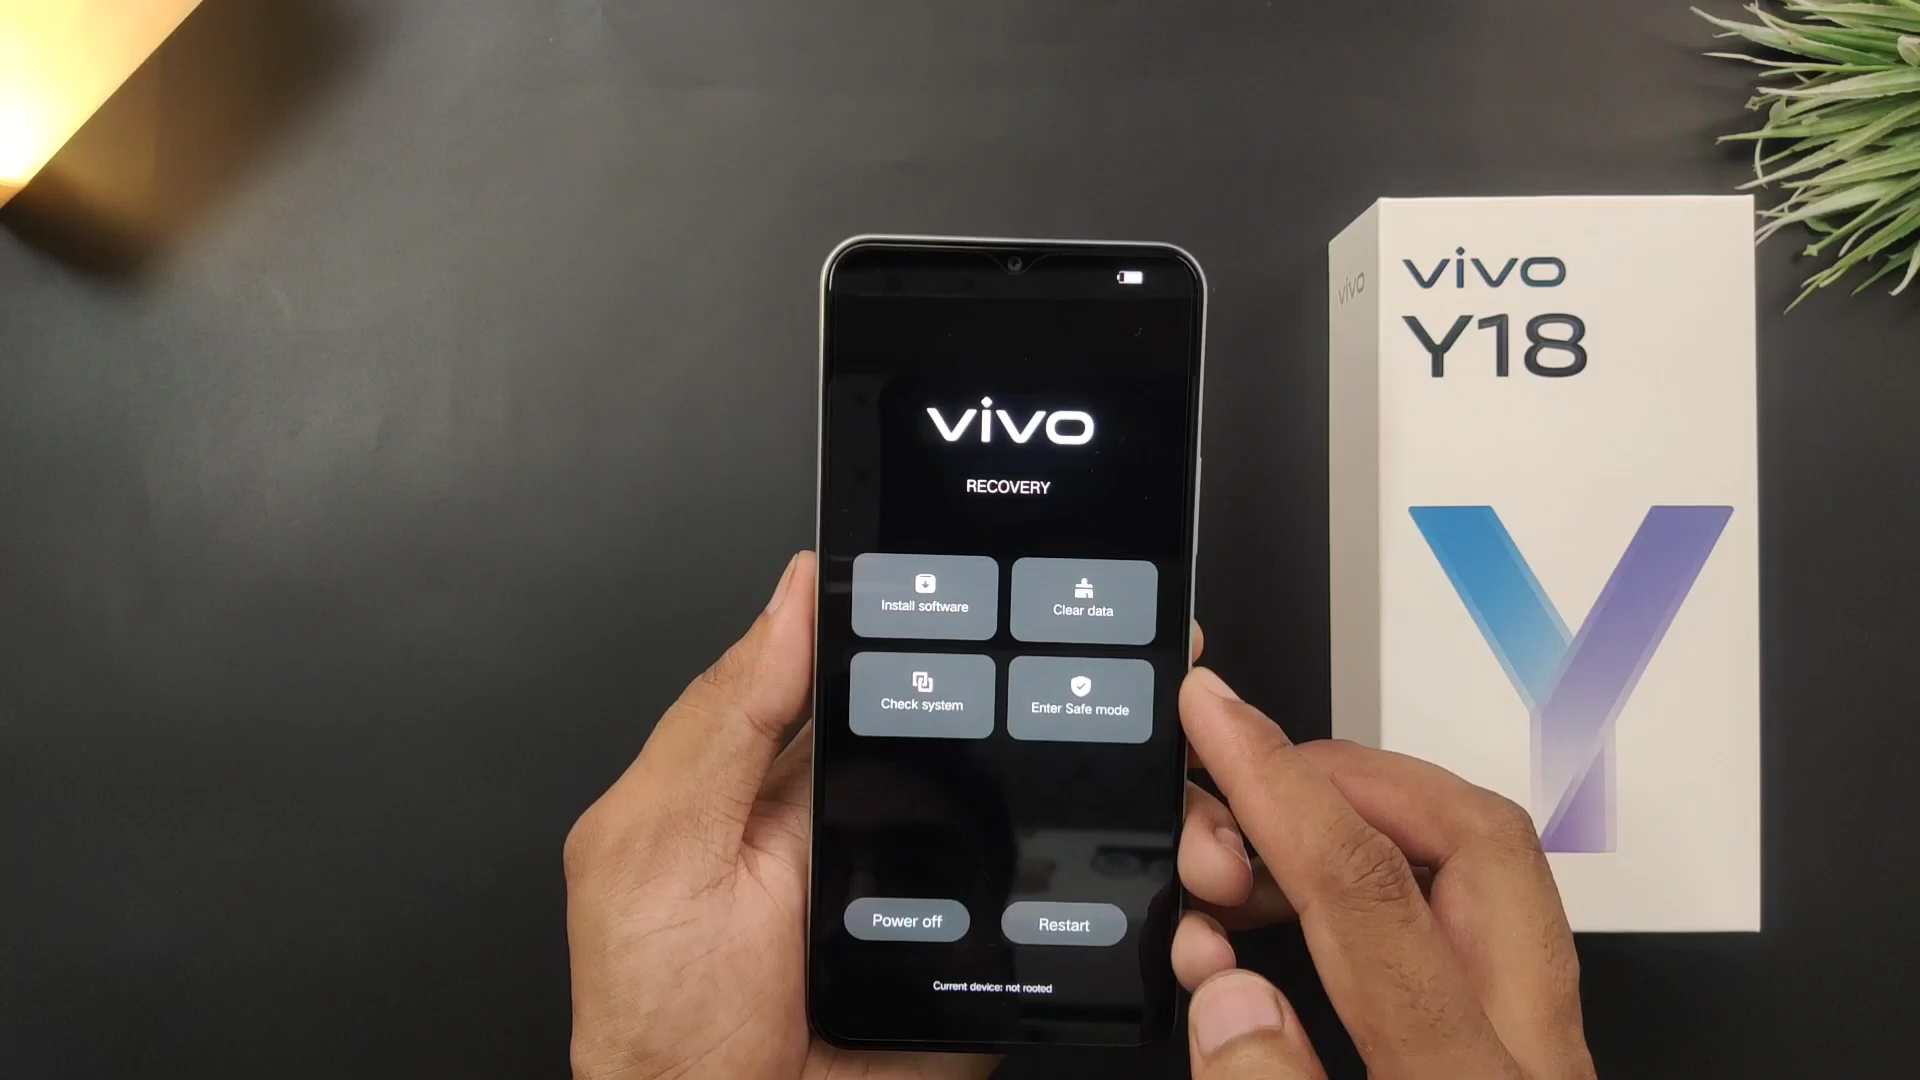 vivo
RECOVERY
Install software
Clear data
Check system
Enter Safe mode
Power off
Restart
Current device: not rooted
vivo
vivo
Y18
Y